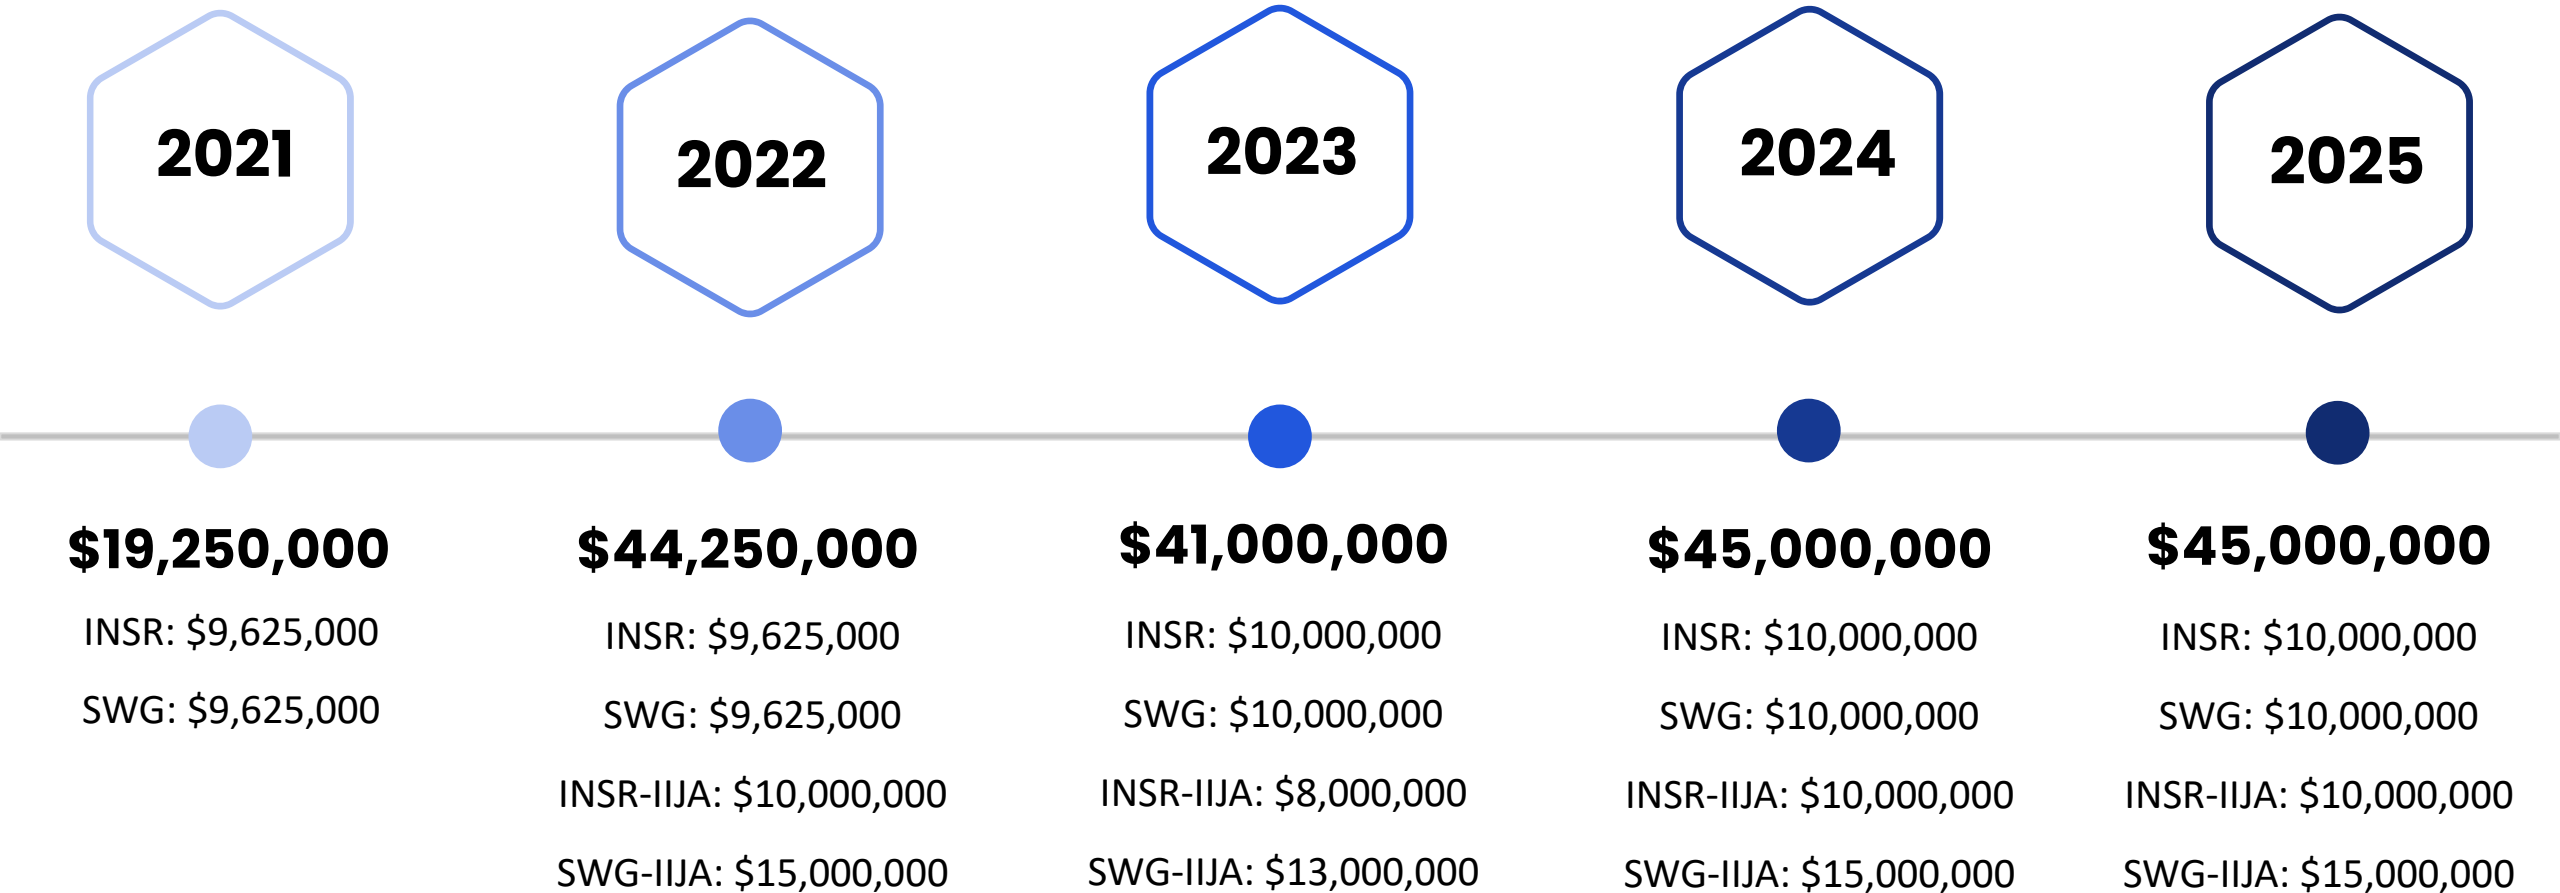 2021
2022
2023
2024
2025
$19,250,000
INSR: $9,625,000
SWG: $9,625,000
$44,250,000
INSR: $9,625,000
SWG: $9,625,000
INSR-IIJA: $10,000,000
SWG-IIJA: $15,000,000
$41,000,000
INSR: $10,000,000
SWG: $10,000,000
INSR-IIJA: $8,000,000
SWG-IIJA: $13,000,000
$45,000,000
INSR: $10,000,000
SWG: $10,000,000
INSR-IIJA: $10,000,000
SWG-IIJA: $15,000,000
$45,000,000
INSR: $10,000,000
SWG: $10,000,000
INSR-IIJA: $10,000,000
SWG-IIJA: $15,000,000